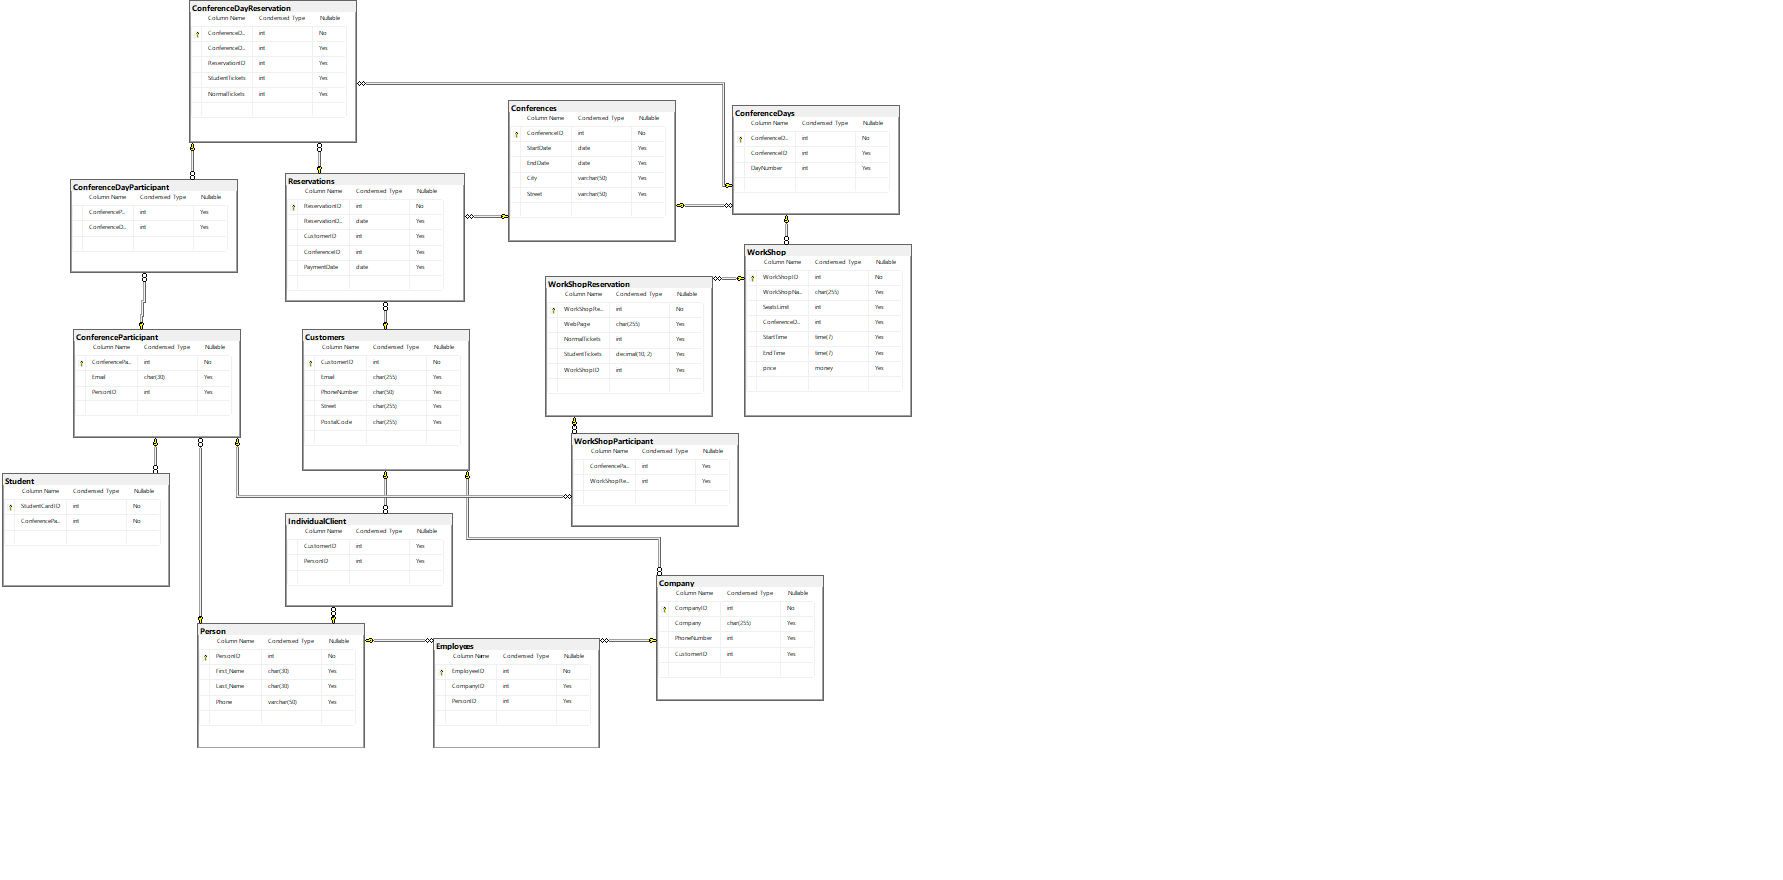 ConferenceDayReservation
Column Name Condensed Type Nullable
ConferenceD... int No
ConferenceD... int Yes
ReservationID int Yes
StudentTickets int Yes
NormalTickets int Yes
Conferences
Column Name Condensed Type Nullable
ConferenceID int No
StartDate date Yes
EndDate date Yes
City varchar(50) Yes
Street varchar(50) Yes
ConferenceDays
Column Name Condensed Type Nullable
ConferenceD... int No
ConferenceID int Yes
DayNumber int Yes
ConferenceDayParticipant
Column Name Condensed Type Nullable
ConferenceP... int Yes
ConferenceD... int Yes
Reservations
Column Name Condensed Type Nullable
ReservationID int No
ReservationD... date Yes
CustomerID int Yes
ConferenceID int Yes
PaymentDate date Yes
WorkShop
Column Name Condensed Type Nullable
WorkShopID int No
WorkShopNa... char(255) Yes
SeatsLimit int Yes
ConferenceD... int Yes
StartTime time(7) Yes
EndTime time(7) Yes
price money Yes
WorkShopReservation
Column Name Condensed Type Nullable
WorkShopRe... int No
WebPage char(255) Yes
NormalTickets int Yes
StudentTickets decimal(10, 2) Yes
WorkShopID int Yes
ConferenceParticipant
Column Name Condensed Type Nullable
ConferencePa... int No
Email char(30) Yes
PersonID int Yes
Customers
Column Name Condensed Type Nullable
CustomerID int No
Email char(255) Yes
PhoneNumber char(50) Yes
Street char(255) Yes
PostalCode char(255) Yes
WorkShopParticipant
Column Name Condensed Type Nullable
ConferencePa... int Yes
WorkShopRe... int Yes
Student
Column Name Condensed Type Nullable
StudentCardID int No
ConferencePa... int No
IndividualClient
Column Name Condensed Type Nullable
CustomerID int Yes
PersonID int Yes
Company
Column Name Condensed Type Nullable
CompanyID int No
Company char(255) Yes
PhoneNumber int Yes
CustomerID int Yes
Person
Column Name Condensed Type Nullable
PersonID int No
First_Name char(30) Yes
Last_Name char(30) Yes
Phone varchar(50) Yes
Employees
Column Name Condensed Type Nullable
EmployeeID int No
CompanyID int Yes
PersonID int Yes